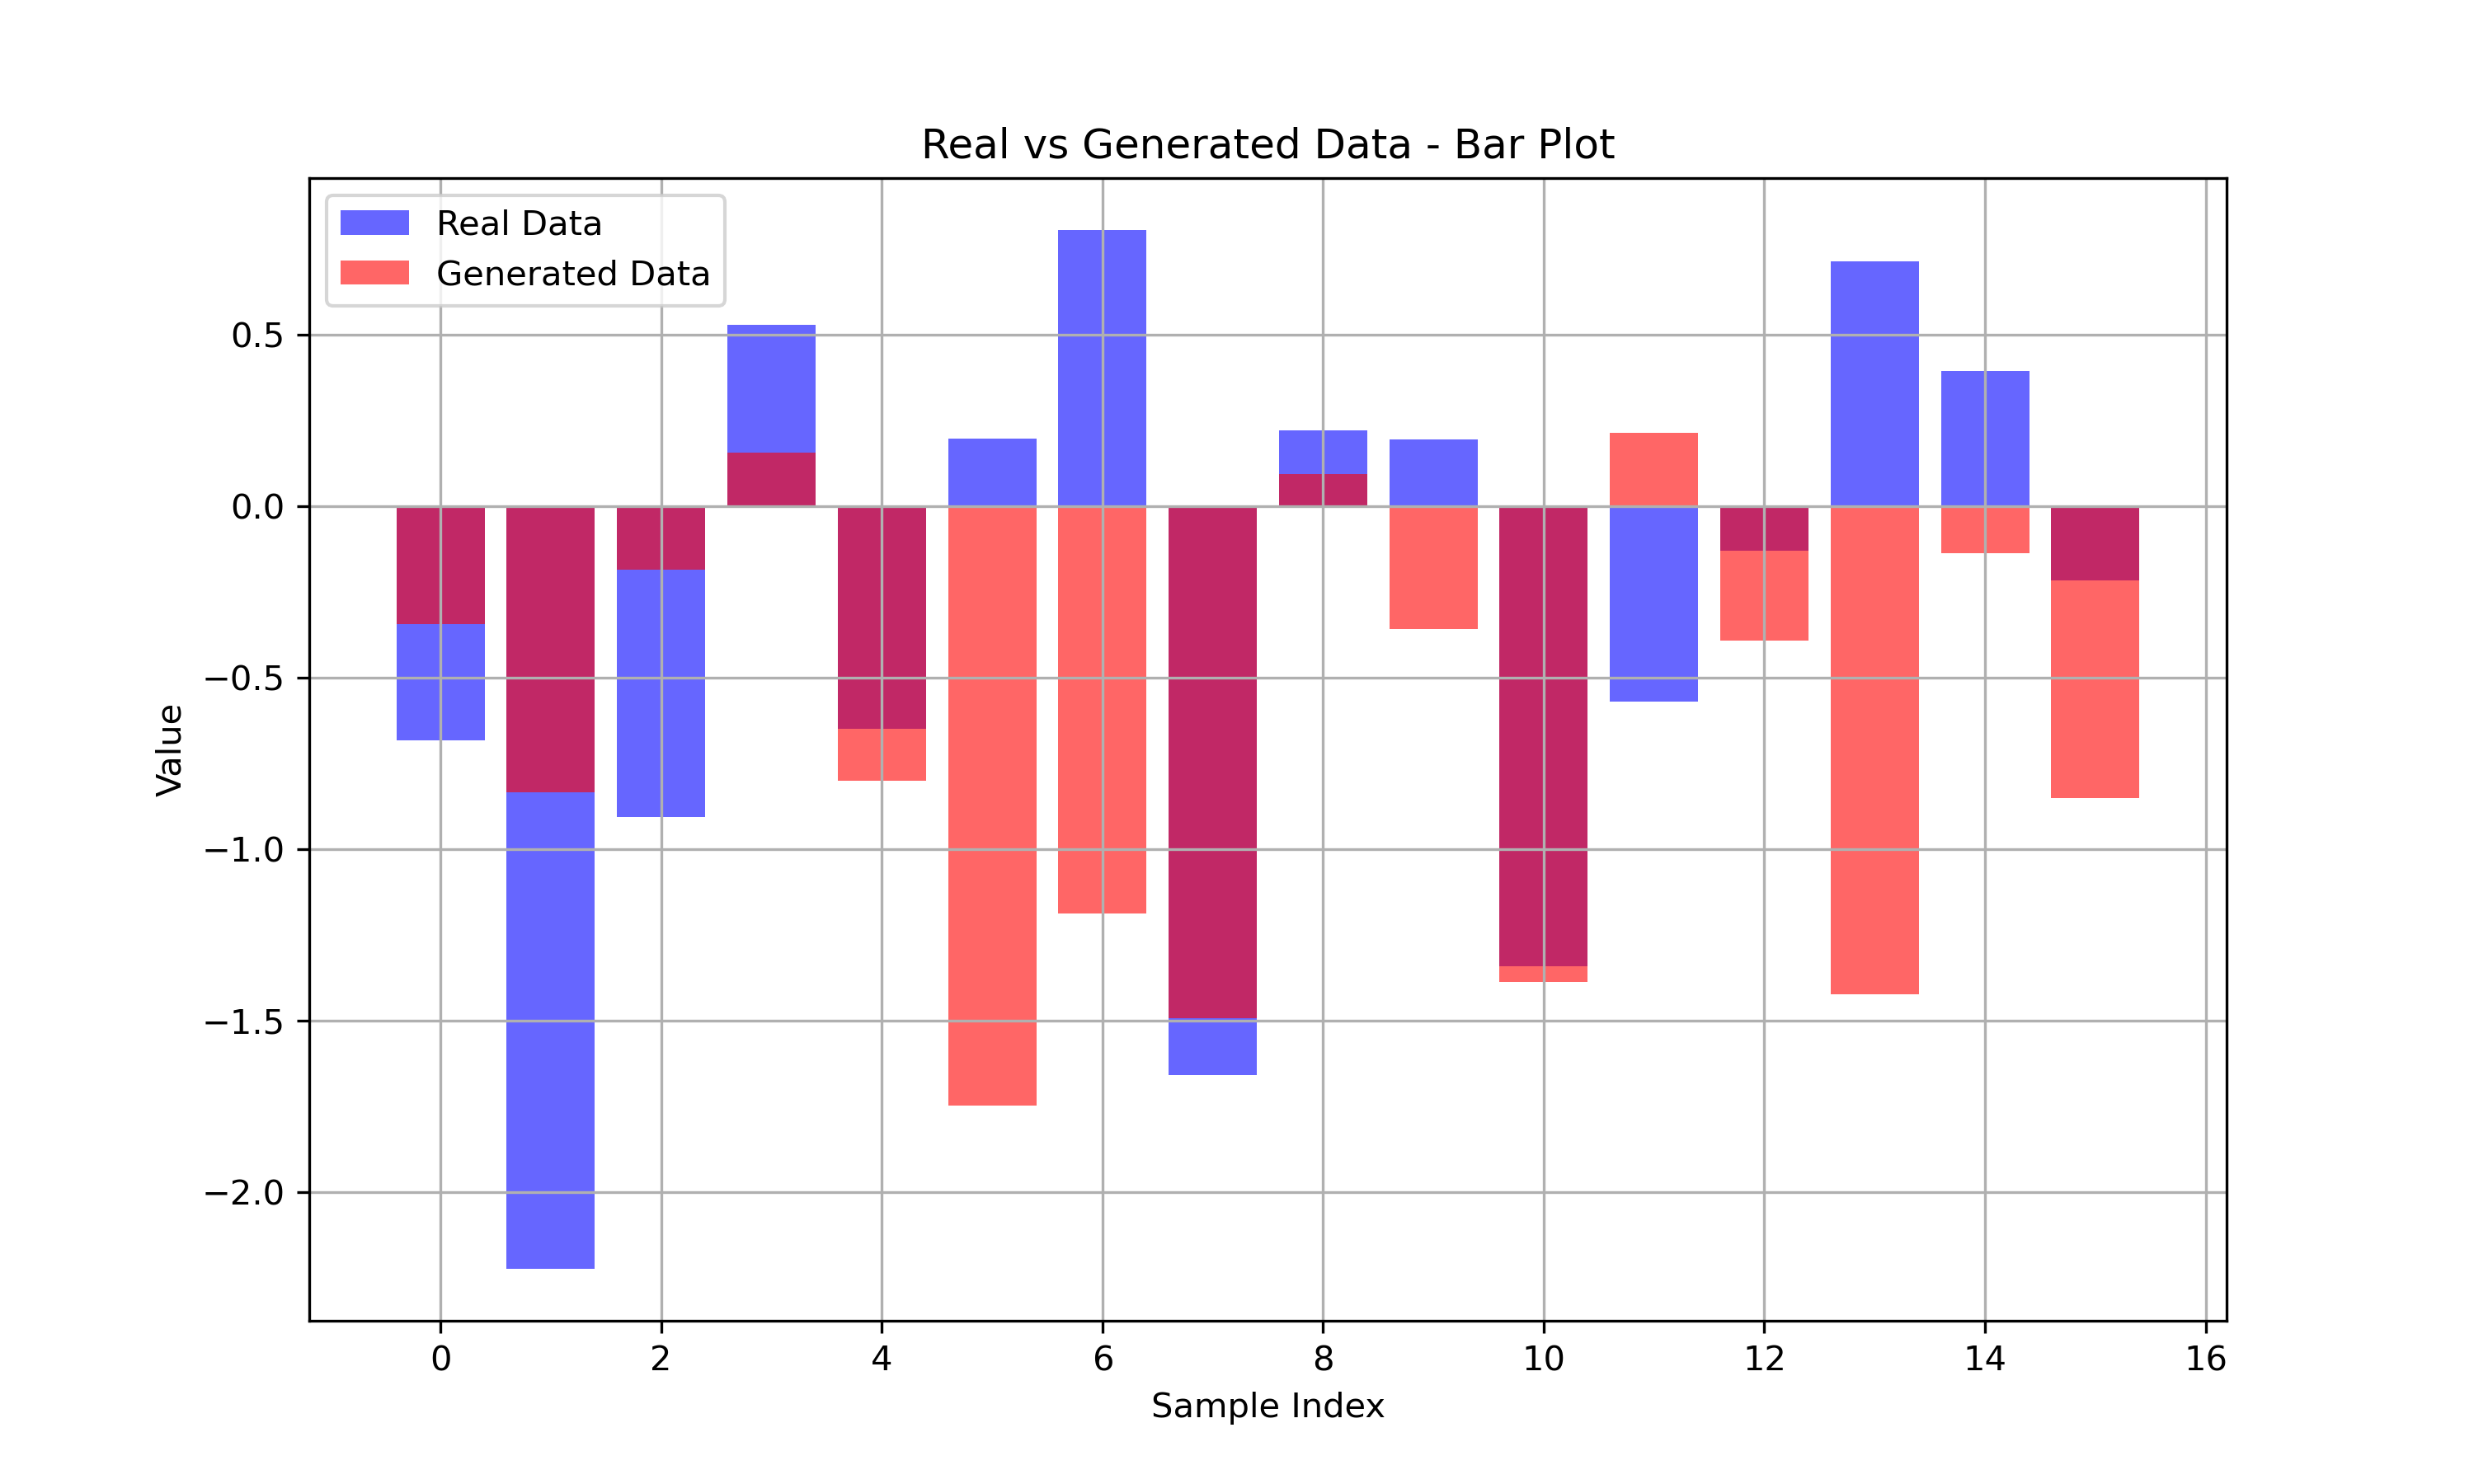 Real vs Generated Data - Bar Plot
Real Data
Generated Data
0.5
0.0
−0.5
−1.0
−1.5
−2.0
Value
0 2 4 6 8 10 12 14 16
Sample Index